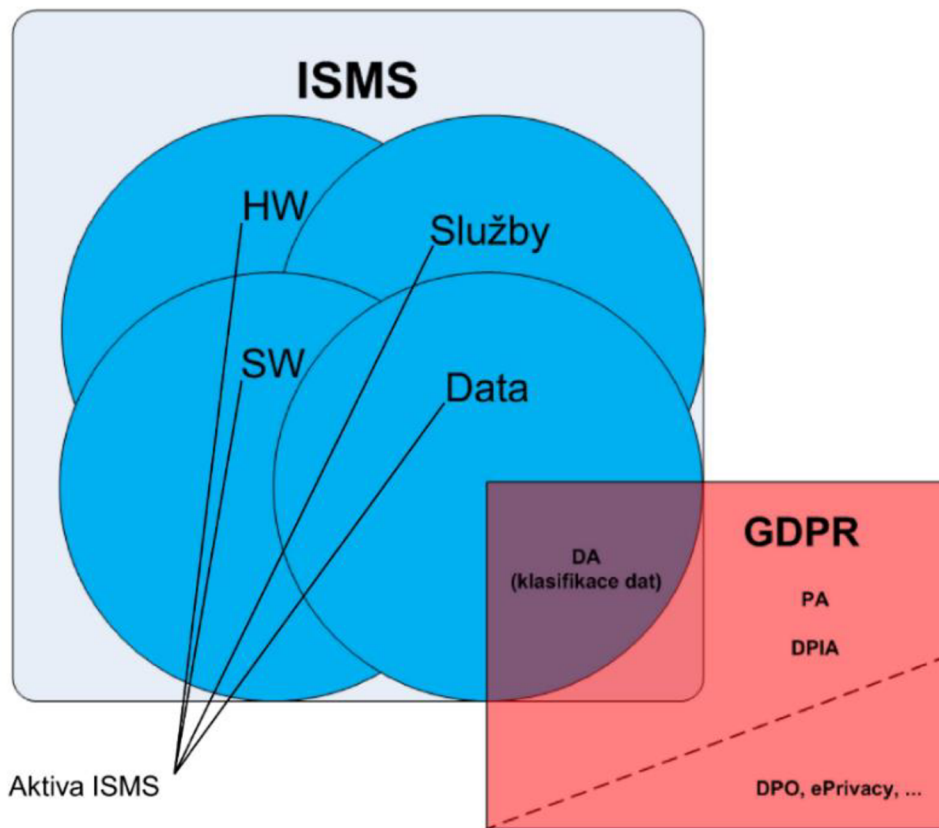 ISMS
HW
Služby
SW
Data
GDPR
DA
(klasifikace dat)
PA
DPIA
Aktiva ISMS
DPO, ePrivacy, ...